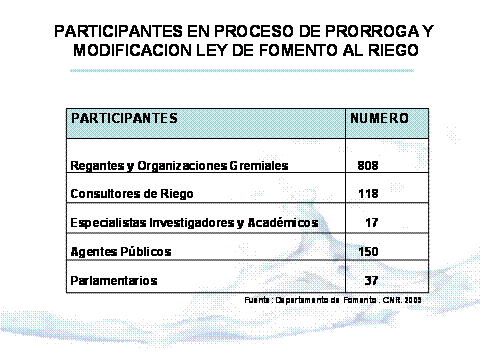 PARTICIPANTES EN PROCESO DE PRORROGA Y
MODIFICACION LEY DE FOMENTO AL RIEGO
PARTICIPANTES NUMERO
Regantes y Organizaciones Gremiales 808
Consultores de Riego 118
Especialistas Investigadores y Académicos 17
Agentes Públicos 150
Parlamentarios 37
Fuente: Departamento de Fomento. CNR. 2009